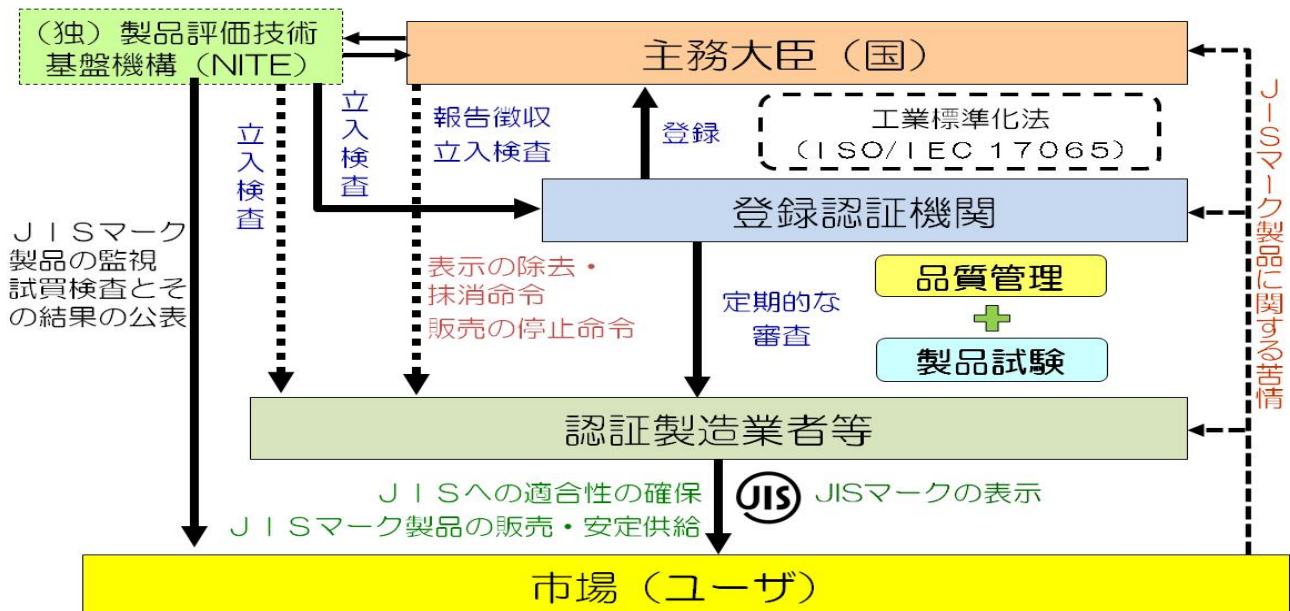 （独）製品評価技術
基盤機構（NITE）
主務大臣（国）
立入検査
立入検査
報告徴収
立入検査
登録
工業標準化法
（ＩＳＯ/ＩＥＣ １７０６５）
登録認証機関
ＪＩＳマーク
製品の監視
試買検査とそ
の結果の公表
表示の除去・
抹消命令
販売の停止命令
定期的な
審査
品質管理
製品試験
ＪＩＳマーク製品に関する苦情
認証製造業者等
ＪＩＳへの適合性の確保
ＪＩＳマーク製品の販売・安定供給
JIS
JISマークの表示
市場（ユーザ）